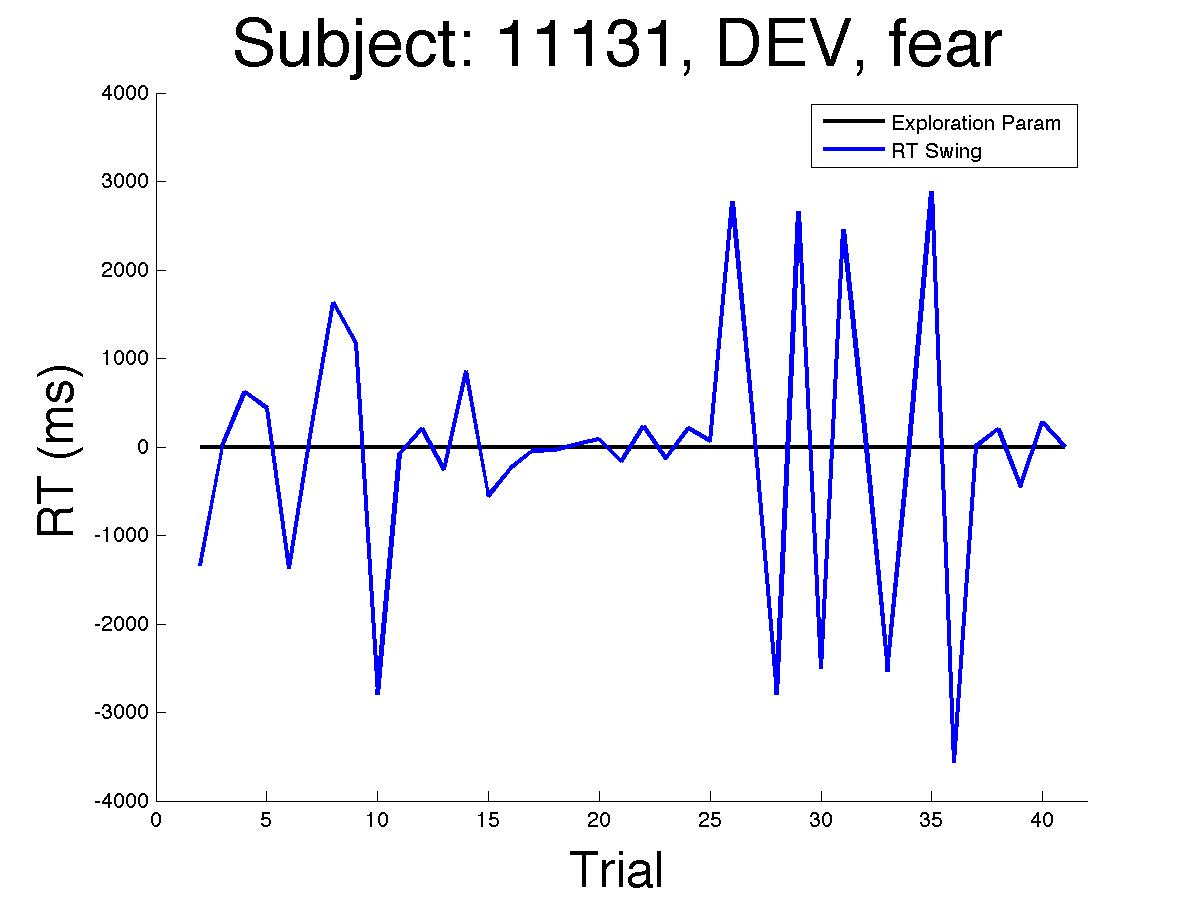 Subject: 11131, DEV, fear
4000
3000
2000
1000
0
-1000
-2000
-3000
-4000
RT (ms)
Exploration Param
RT Swing
0 5 10 15 20 25 30 35 40
Trial